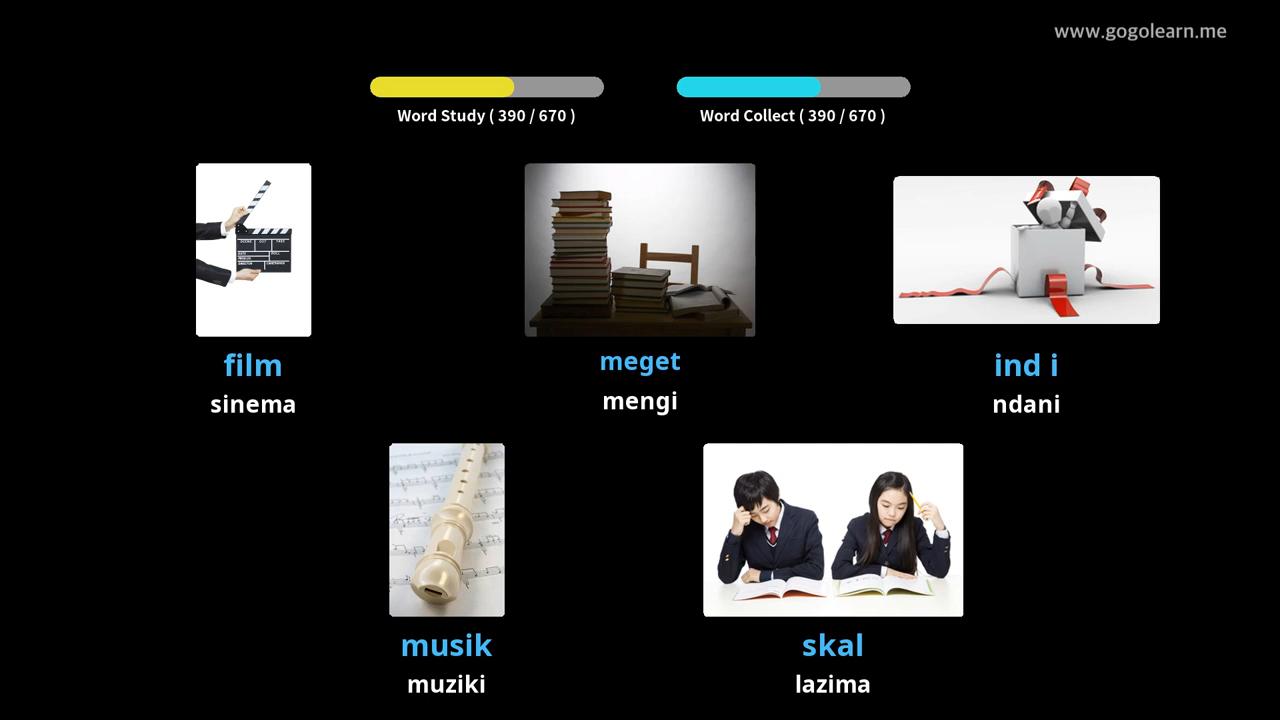 www.gogolearn.me
Word Study ( 390 / 670 )
Word Collect ( 390 / 670 )
film
sinema
meget
mengi
ind i
ndani
musik
muziki
skal
lazima